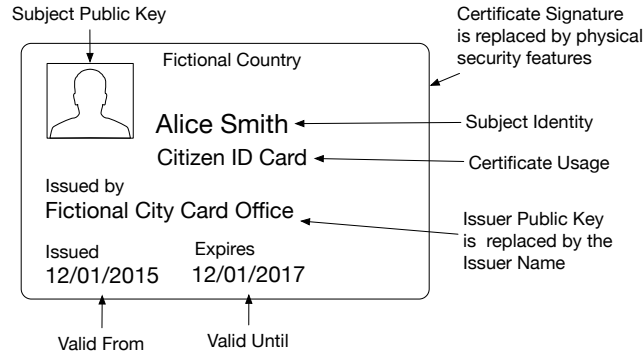 Subject Public Key
Certificate Signature
is replaced by physical
security features
Fictional Country
Alice Smith
Subject Identity
Citizen ID Card
Certificate Usage
Issued by
Fictional City Card Office
Issuer Public Key
is replaced by the
Issuer Name
Issued
Expires
12/01/2015
12/01/2017
Valid From
Valid Until